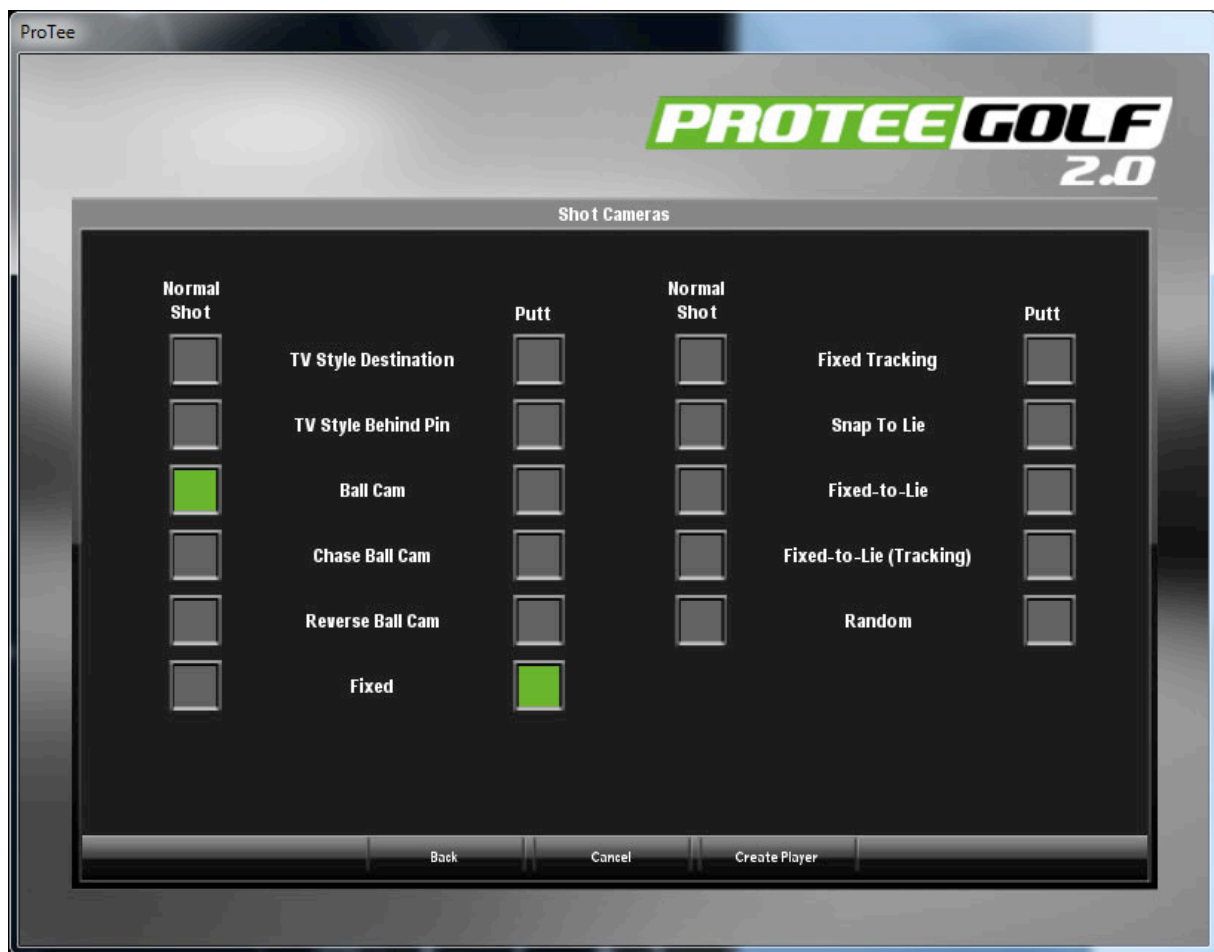 ProTee
PROTEE GOLF
2.0
Shot Cameras
Normal
Shot
Putt
Normal
Shot
Putt
TV Style Destination
Fixed Tracking
TV Style Behind Pin
Snap To Lie
Ball Cam
Fixed-to-Lie
Chase Ball Cam
Fixed-to-Lie (Tracking)
Reverse Ball Cam
Random
Fixed
Back
Cancel
Create Player